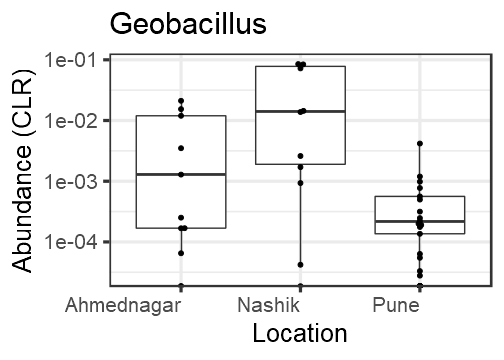 Geobacillus
Abundance (CLR)
1e-01
1e-02
1e-03
1e-04
Ahmednagar Nashik Pune
Location